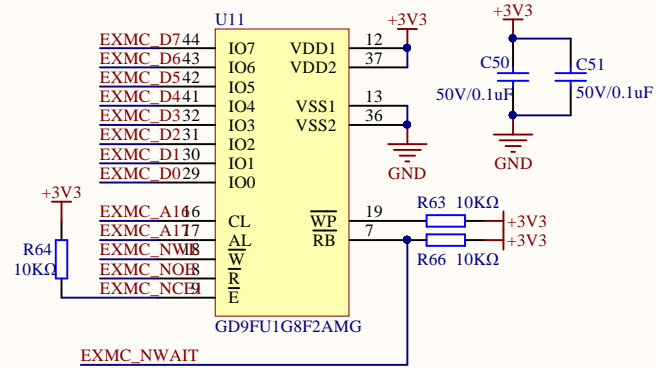 U11
+3V3
+3V3
EXMC_D7 44 IO7 VDD1 12
EXMC_D6 43 IO6 VDD2 37
EXMC_D5 42 IO5
EXMC_D4 41 IO4 VSS1 13
EXMC_D3 32 IO3 VSS2 36
EXMC_D2 31 IO2
EXMC_D1 30 IO1
EXMC_D0 29 IO0
C50
50V/0.1uF
C51
50V/0.1uF
GND
GND
+3V3
R64
10KΩ
EXMC_A16 16 CL WP 19
EXMC_A17 17 AL RB 7
EXMC_NWE 18 W
EXMC_NOE 8 R
EXMC_NCE1 9 E
R63 10KΩ
+3V3
+3V3
R66 10KΩ
GD9FU1G8F2AMG
EXMC_NWAIT